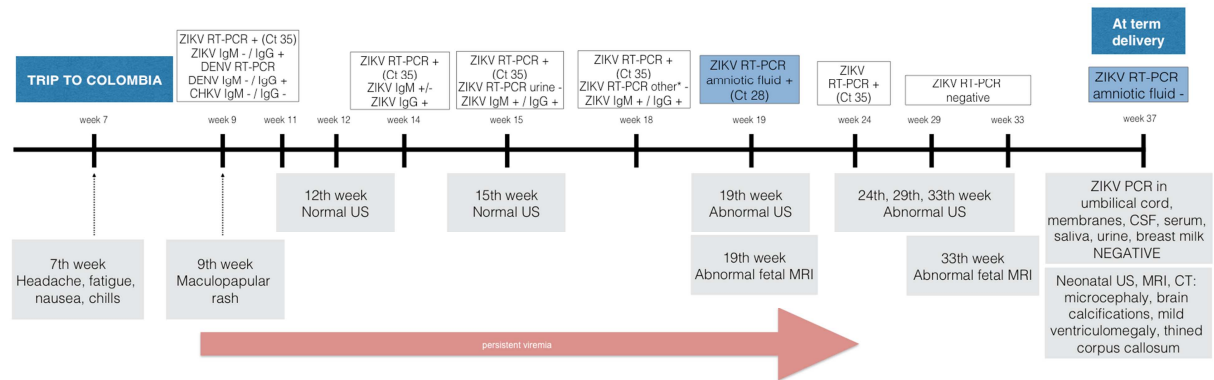 TRIP TO COLOMBIA
ZIKV RT-PCR + (Ct 35)
ZIKV IgM - / IgG +
DENV RT-PCR
DENV IgM - / IgG +
CHKV IgM - / IgG -
ZIKV RT-PCR +
(Ct 35)
ZIKV IgM +/-
ZIKV IgG +
ZIKV RT-PCR +
(Ct 35)
ZIKV RT-PCR urine -
ZIKV IgM + / IgG +
ZIKV RT-PCR +
(Ct 35)
ZIKV RT-PCR other* -
ZIKV IgM + / IgG +
ZIKV RT-PCR
amniotic fluid +
(Ct 28)
ZIKV
RT-PCR +
(Ct 35)
ZIKV RT-PCR
negative
At term
delivery
ZIKV RT-PCR
amniotic fluid -
week 7
week 9
week 11
week 12
week 14
week 15
week 18
week 19
week 24
week 29
week 33
week 37
7th week
Headache, fatigue,
nausea, chills
9th week
Maculopapular
rash
12th week
Normal US
15th week
Normal US
19th week
Abnormal US
19th week
Abnormal fetal MRI
24th, 29th, 33th week
Abnormal US
33th week
Abnormal fetal MRI
ZIKV PCR in
umbilical cord,
membranes, CSF, serum,
saliva, urine, breast milk
NEGATIVE
Neonatal US, MRI, CT:
microcephaly, brain
calcifications, mild
ventriculomegaly, thined
corpus callosum
persistent viremia